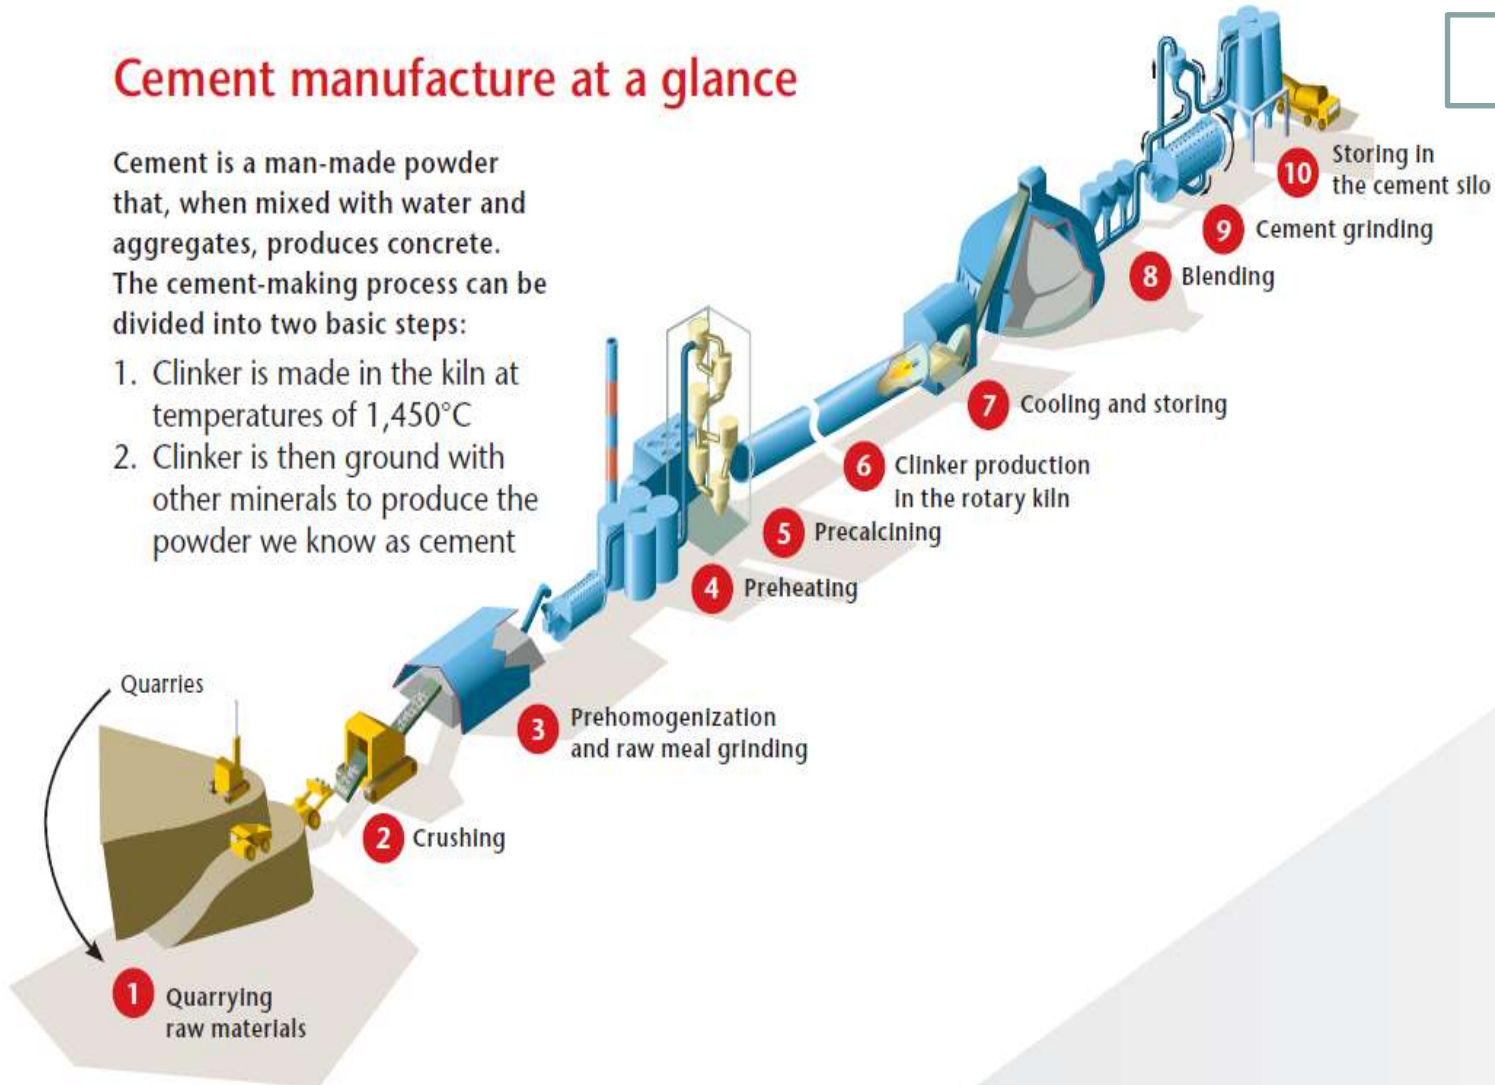 Cement manufacture at a glance
Cement is a man-made powder
that, when mixed with water and
aggregates, produces concrete.
The cement-making process can be
divided into two basic steps:
1. Clinker is made in the kiln at
temperatures of 1,450°C
2. Clinker is then ground with
other minerals to produce the
powder we know as cement
Quarries
1 Quarrying
raw materials
2 Crushing
3 Prehomogenization
and raw meal grinding
4 Preheating
5 Precalcining
6 Clinker production
in the rotary kiln
7 Cooling and storing
8 Blending
9 Cement grinding
10 Storing in
the cement silo